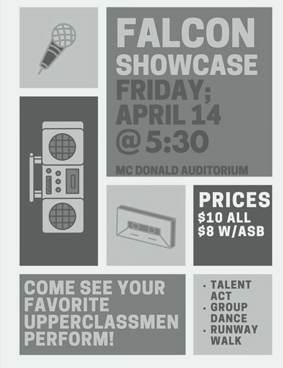 FALCON
SHOWCASE
FRIDAY;
APRIL 14
@ 5:30
MC DONALD AUDITORIUM
PRICES
$10 ALL
$8 W/ASB
COME SEE YOUR
FAVORITE
UPPERCLASSMEN
PERFORM!
• TALENT
ACT
• GROUP
DANCE
• RUNWAY
WALK